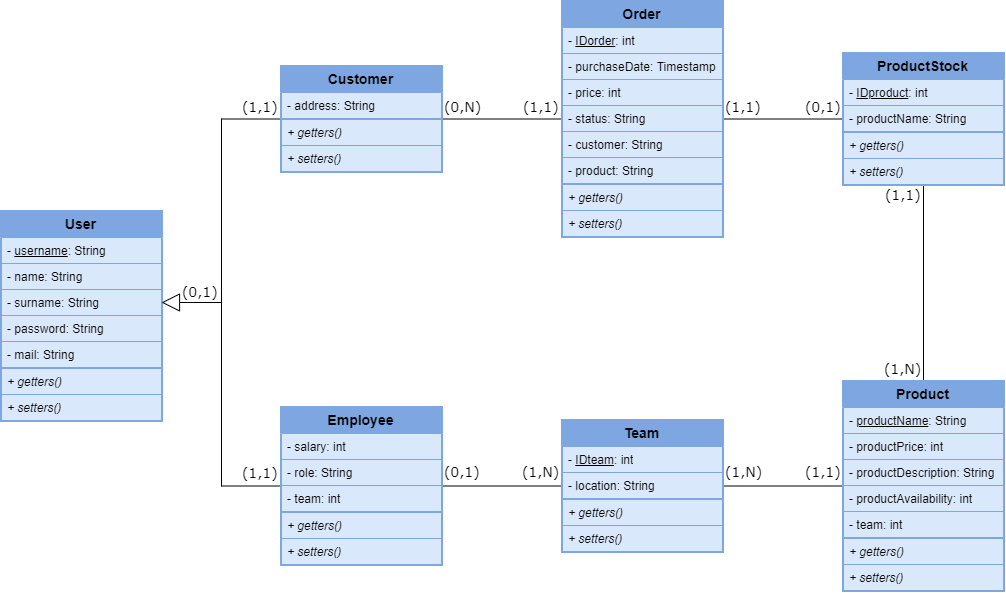 Order
- IDorder: int
- purchaseDate: Timestamp
- price: int
- status: String
- customer: String
- product: String
+ getters()
+ setters()
ProductStock
- IDproduct: int
- productName: String
+ getters()
+ setters()
Customer
- address: String
+ getters()
+ setters()
(1,1)
(0,N)
(1,1)
(1,1)
(0,1)
(1,1)
User
- username: String
- name: String
- surname: String
- password: String
- mail: String
+ getters()
+ setters()
(0,1)
(1,N)
Employee
- salary: int
- role: String
- team: int
+ getters()
+ setters()
(1,1)
(0,1)
(1,N)
Team
- IDteam: int
- location: String
+ getters()
+ setters()
(1,N)
(1,1)
Product
- productName: String
- productPrice: int
- productDescription: String
- productAvailability: int
- team: int
+ getters()
+ setters()